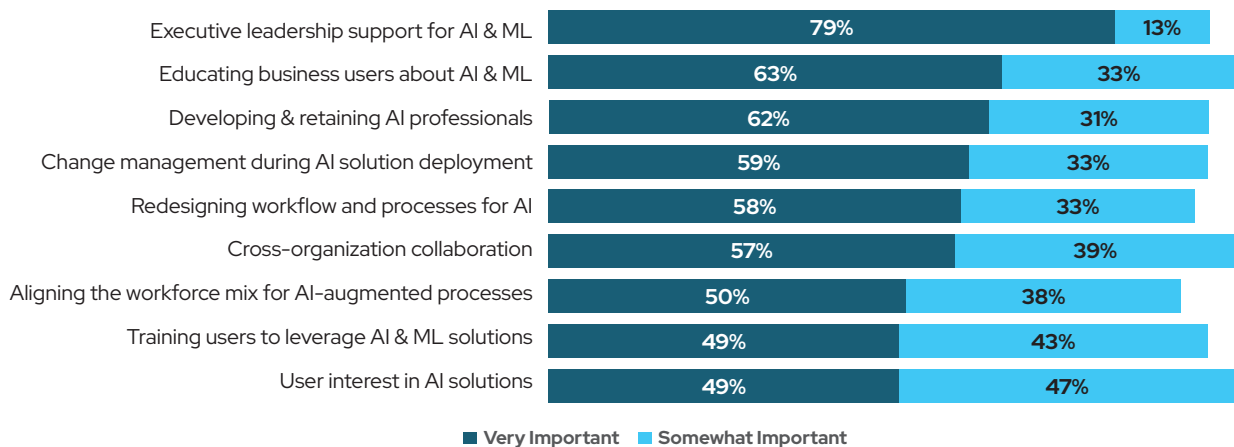 Executive leadership support for AI & ML 79% 13%
Educating business users about AI & ML 63% 33%
Developing & retaining AI professionals 62% 31%
Change management during AI solution deployment 59% 33%
Redesigning workflow and processes for AI 58% 33%
Cross-organization collaboration 57% 39%
Aligning the workforce mix for AI-augmented processes 50% 38%
Training users to leverage AI & ML solutions 49% 43%
User interest in AI solutions 49% 47%
Very Important Somewhat Important